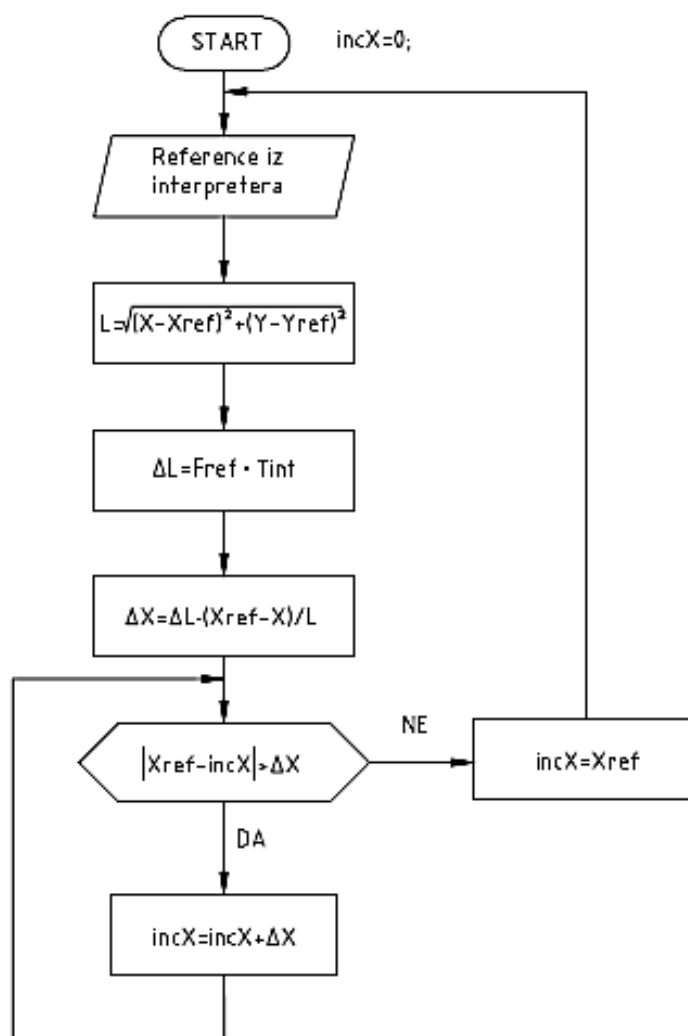 START
incX=0;
Reference iz
interpretera
L=√(X-Xref)²+(Y-Yref)²
ΔL=Fref · Tint
ΔX=ΔL·(Xref-X)/L
|Xref-incX|>ΔX
NE
incX=Xref
DA
incX=incX+ΔX